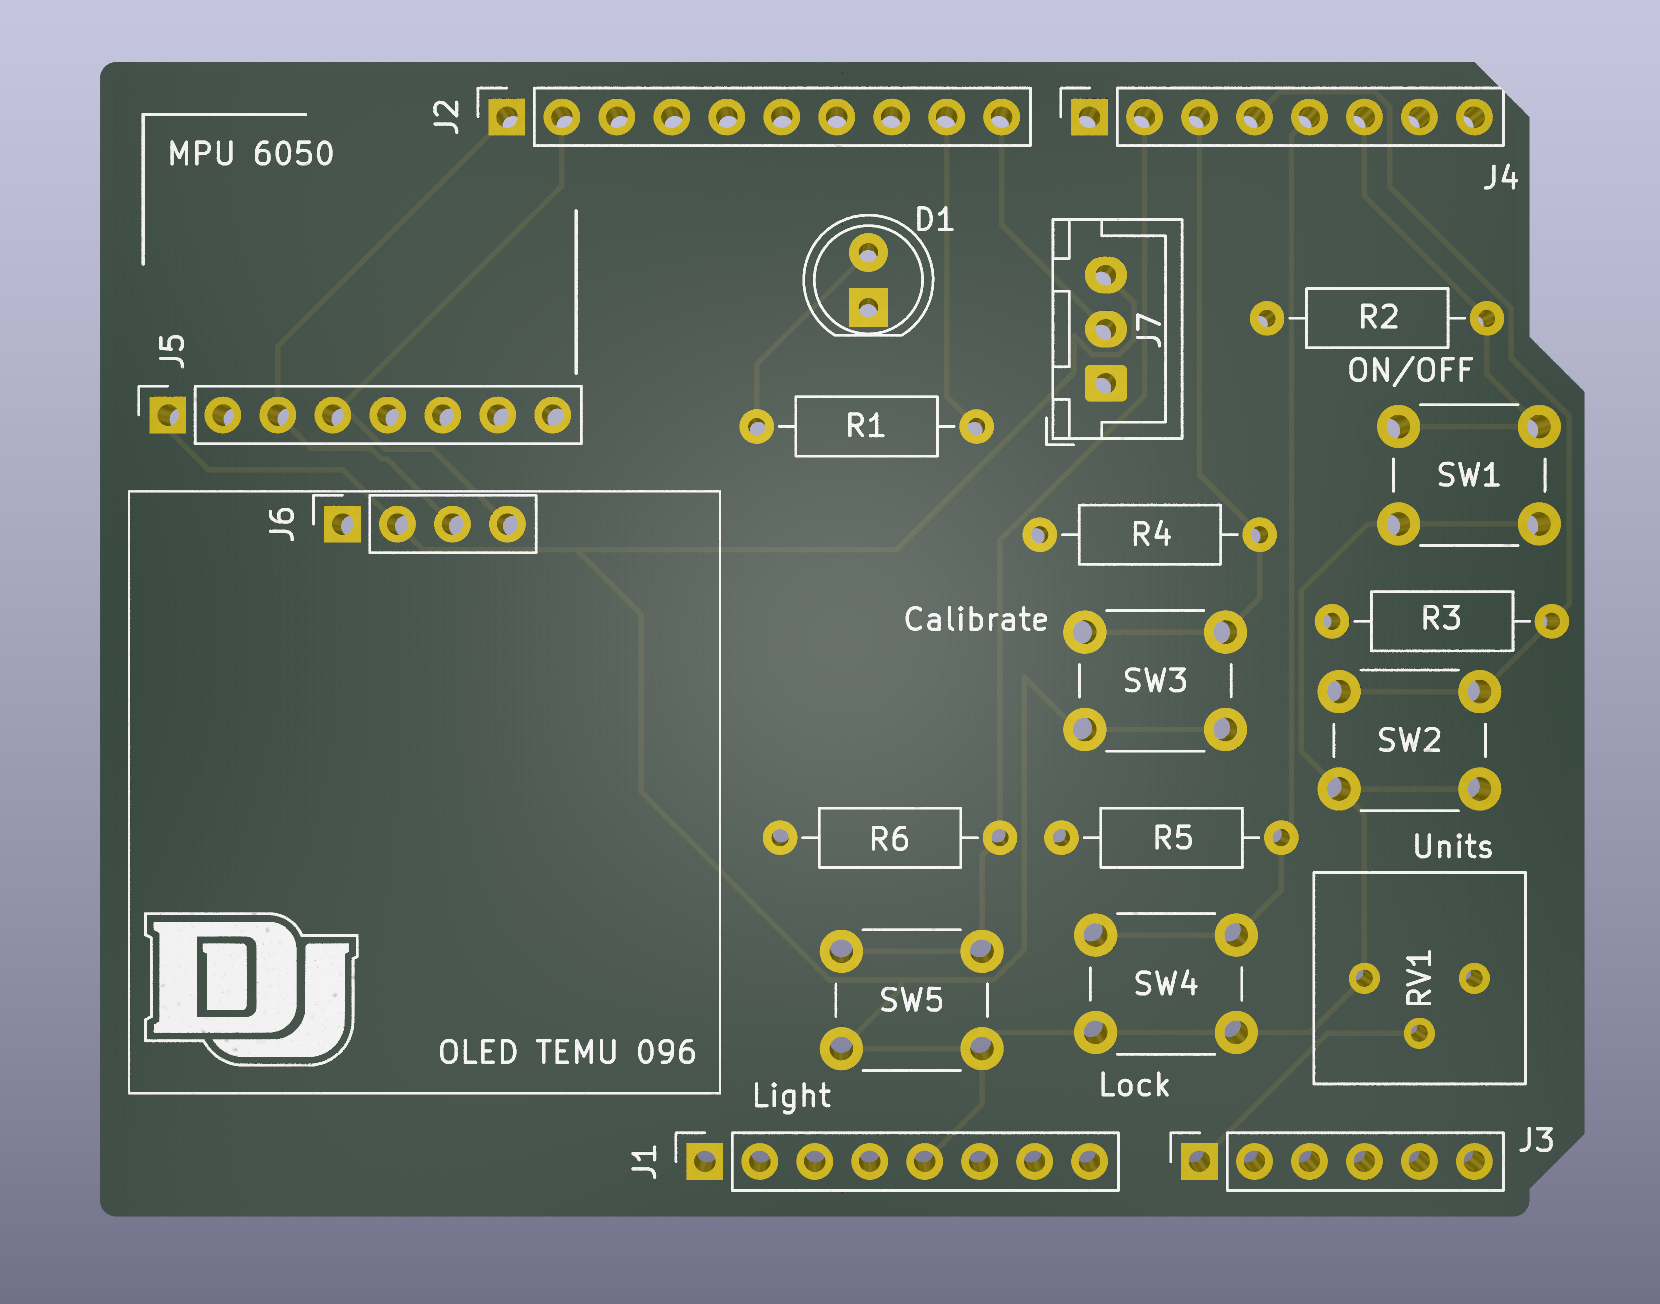 J2
MPU 6050
J4
D1
J7
R2
J5
ON/OFF
R1
SW1
J6
R4
Calibrate
R3
SW3
SW2
R6
R5
Units
DJ
RV1
SW4
SW5
OLED TEMU 096
Light
Lock
J1
J3